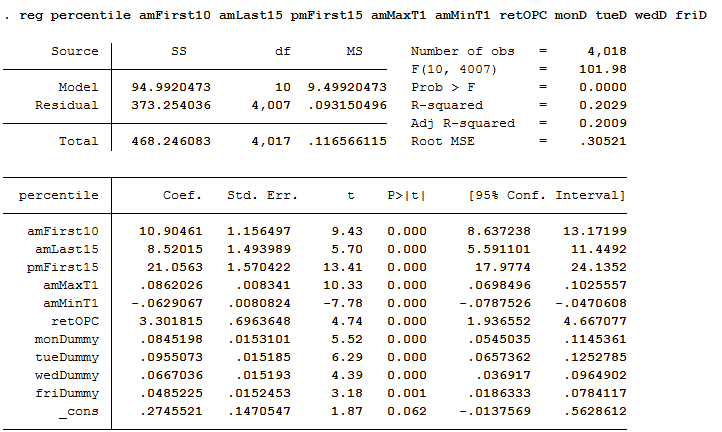 . reg percentile amFirst10 amLast15 pmFirst15 amMaxT1 amMinT1 retOPC monD tueD wedD friD
Source SS df MS Number of obs = 4,018
F(10, 4007) = 101.98
Model 94.9920473 10 9.49920473 Prob > F = 0.0000
Residual 373.254036 4,007 .093150496 R-squared = 0.2029
Adj R-squared = 0.2009
Total 468.246083 4,017 .116566115 Root MSE = .30521
percentile Coef. Std. Err. t P>|t| [95% Conf. Interval]
amFirst10 10.90461 1.156497 9.43 0.000 8.637238 13.17199
amLast15 8.52015 1.493989 5.70 0.000 5.591101 11.4492
pmFirst15 21.0563 1.570422 13.41 0.000 17.9774 24.1352
amMaxT1 .0862026 .008341 10.33 0.000 .0698496 .1025557
amMinT1 -.0629067 .0080824 -7.78 0.000 -.0787526 -.0470608
retOPC 3.301815 .6963648 4.74 0.000 1.936552 4.667077
monDummy .0845198 .0153101 5.52 0.000 .0545035 .1145361
tueDummy .0955073 .015185 6.29 0.000 .0657362 .1252785
wedDummy .0667036 .015193 4.39 0.000 .036917 .0964902
friDummy .0485225 .0152453 3.18 0.001 .0186333 .0784117
_cons .2745521 .1470547 1.87 0.062 -.0137569 .5628612